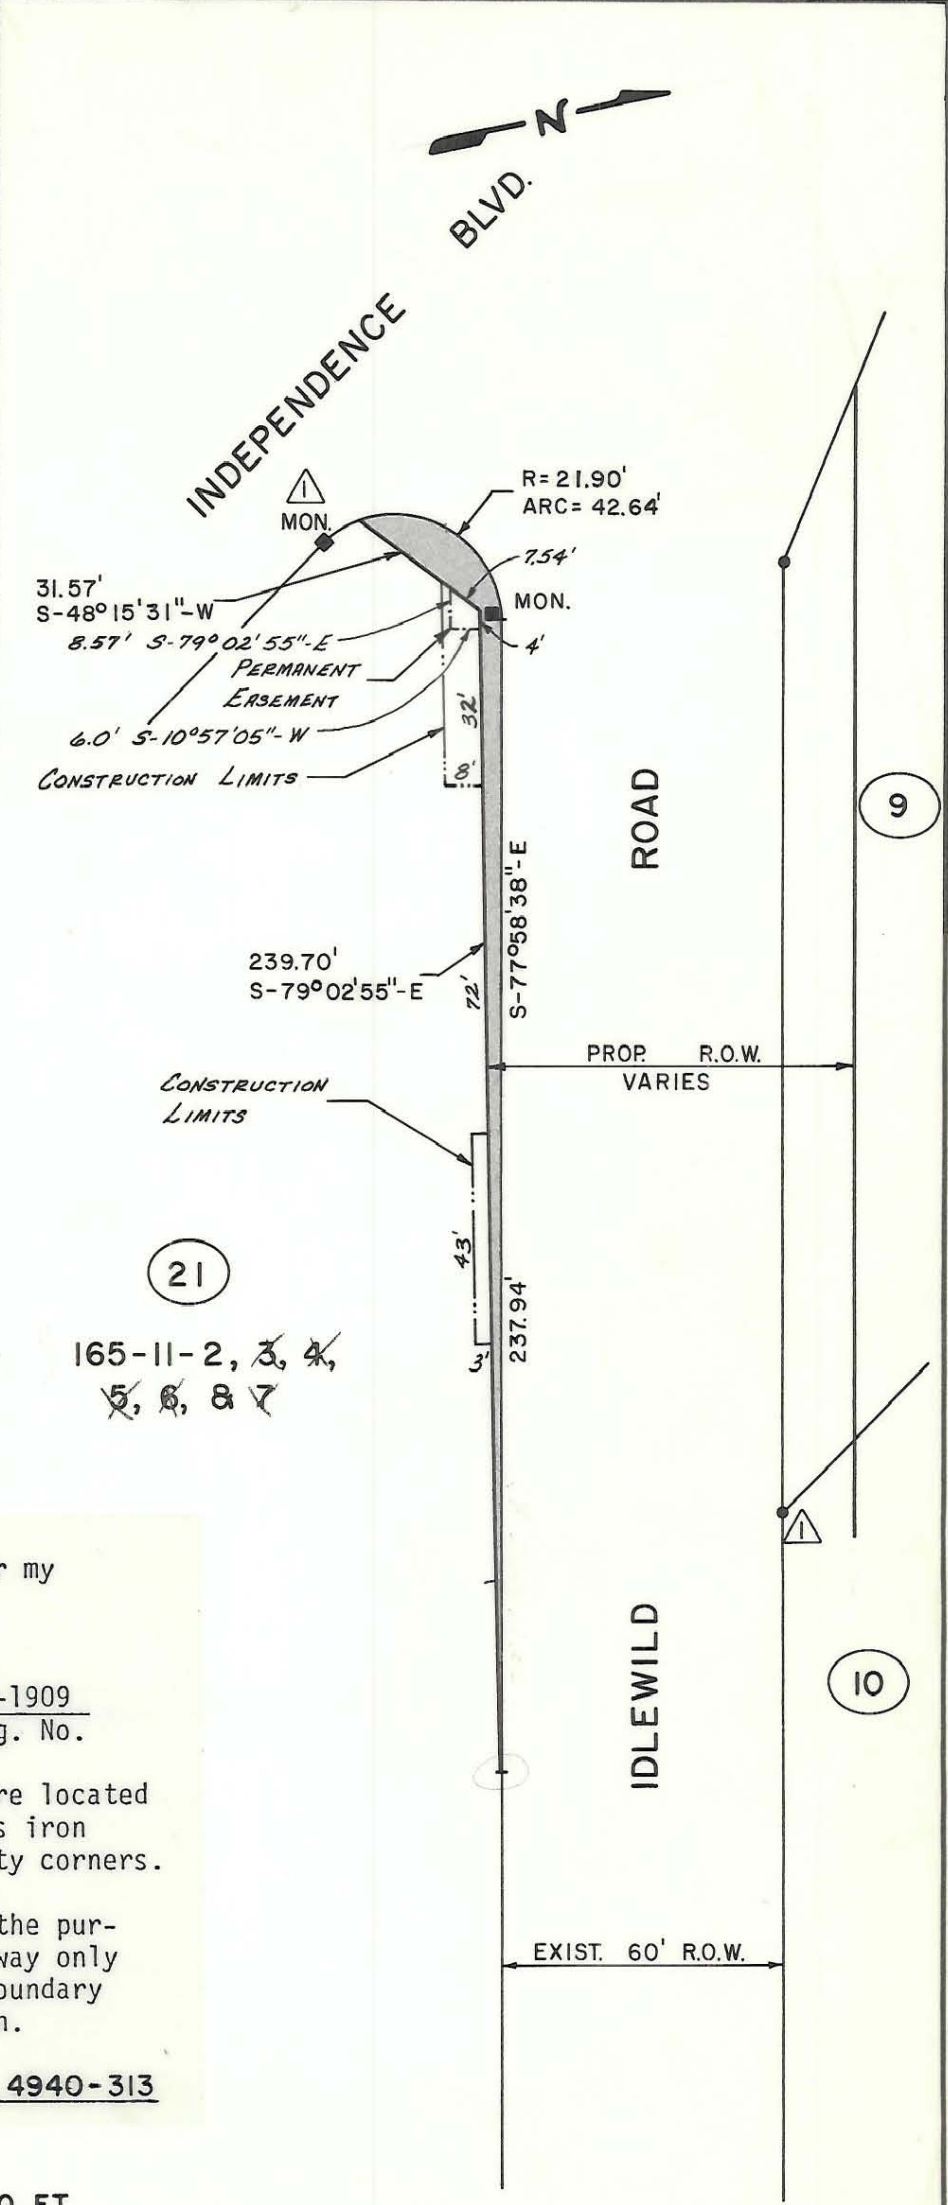 N
INDEPENDENCE BLVD.
1
MON.
R=21.90'
ARC= 42.64'
7.54'
31.57'
S-48°15'31"-W
MON.
8.57' S-79°02'55"-E
4'
PERMANENT
EASEMENT
32'
6.0' S-10°57'05"-W
CONSTRUCTION LIMITS
8'
ROAD
9
S-77°58'38"-E
239.70'
S-79°02'55"-E
72'
PROP. R.O.W.
VARIES
CONSTRUCTION
LIMITS
43'
21
237.94'
165-11-2, 3, 4,
5, 6, & 7
3'
1
r my
IDLEWILD
10
-1909
g. No.
re located
s iron
ty corners.
the pur-
way only
oundary
n.
EXIST. 60' R.O.W.
4940-313